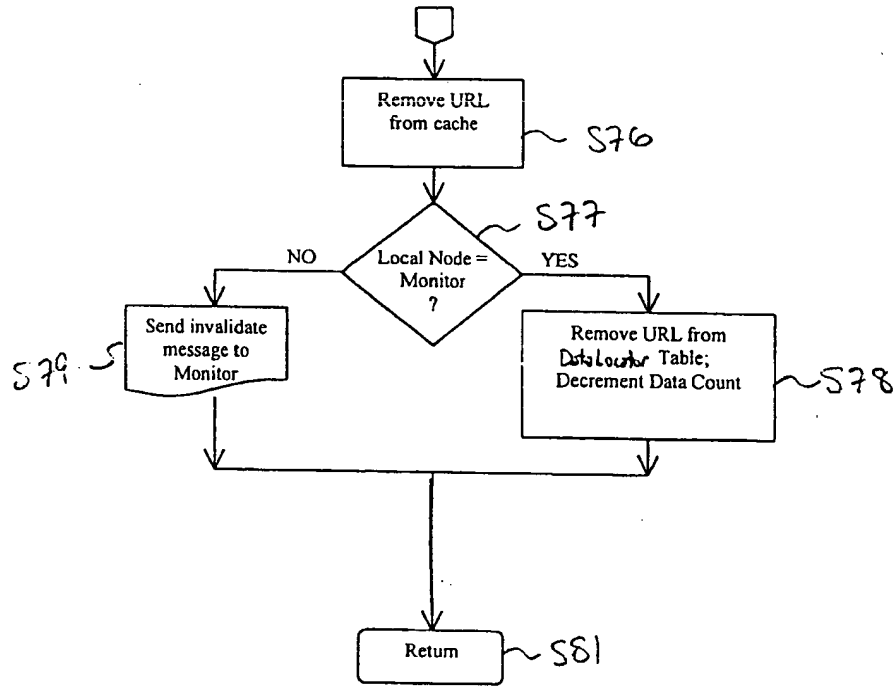 Remove URL
from cache
S76
S77
NO
Local Node =
Monitor
?
YES
Send invalidate
message to
Monitor
S79
Remove URL from
DataLocator Table;
Decrement Data Count
S78
Return
S81